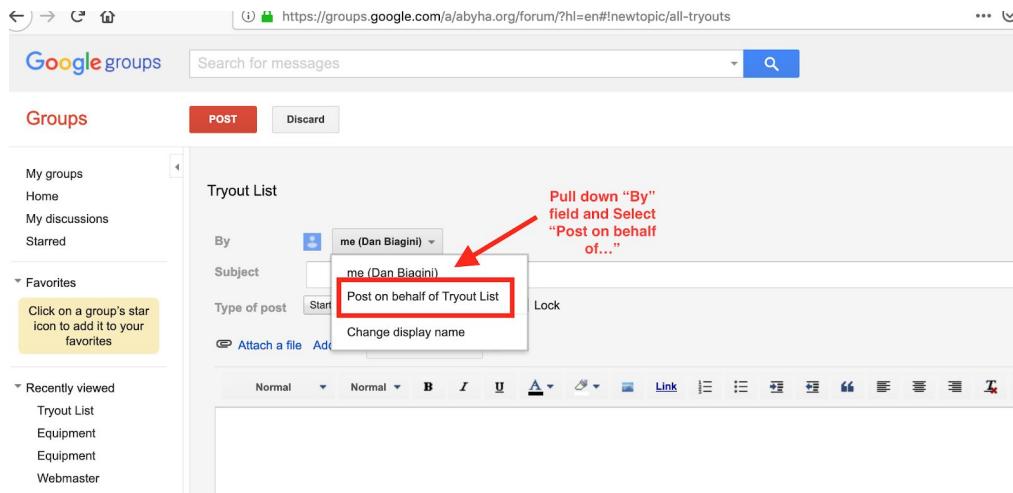 https://groups.google.com/a/abyha.org/forum/?hl=en#!newtopic/all-tryouts
Google groups
Search for messages
Groups
POST
Discard
My groups
Home
My discussions
Starred
Favorites
Click on a group's star
icon to add it to your
favorites
Recently viewed
Tryout List
Equipment
Equipment
Webmaster
Tryout List
Pull down “By”
field and Select
“Post on behalf
of…”
By
me (Dan Biagini)
Subject
me (Dan Biagini)
Post on behalf of Tryout List
Change display name
Type of post
Start
Lock
Attach a file
Add
Normal
Normal
B
I
U
A
Link